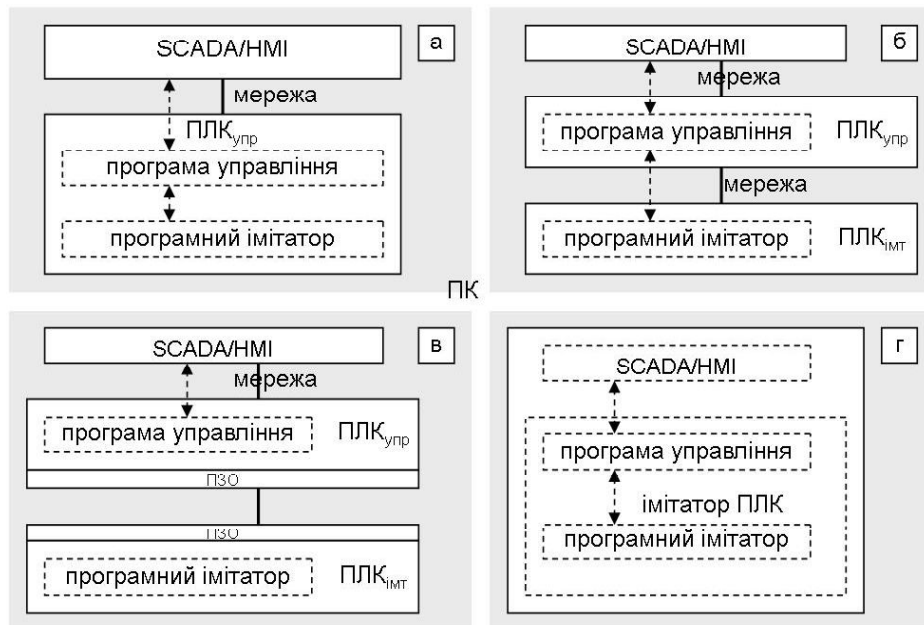 SCADA/HMI
а
мережа
ПЛКупр
програма управління
програмний імітатор
SCADA/HMI
б
мережа
програма управління
ПЛКупр
мережа
програмний імітатор
ПЛКімт
ПК
SCADA/HMI
в
мережа
програма управління
ПЛКупр
ПЗО
ПЗО
програмний імітатор
ПЛКімт
г
SCADA/HMI
програма управління
імітатор ПЛК
програмний імітатор